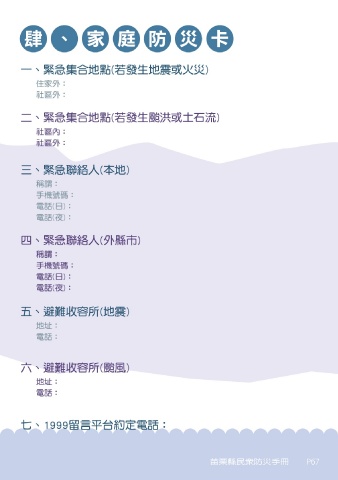 肆、家庭防災卡
一、緊急集合地點(若發生地震或火災)
住家外：
社區外：
二、緊急集合地點(若發生颱洪或土石流)
社區內：
社區外：
三、緊急聯絡人(本地)
稱謂：
手機號碼：
電話(日)：
電話(夜)：
四、緊急聯絡人(外縣市)
稱謂：
手機號碼：
電話(日)：
電話(夜)：
五、避難收容所(地震)
地址：
電話：
六、避難收容所(颱風)
地址：
電話：
七、1999留言平台約定電話：
苗栗縣民眾防災手冊 P67